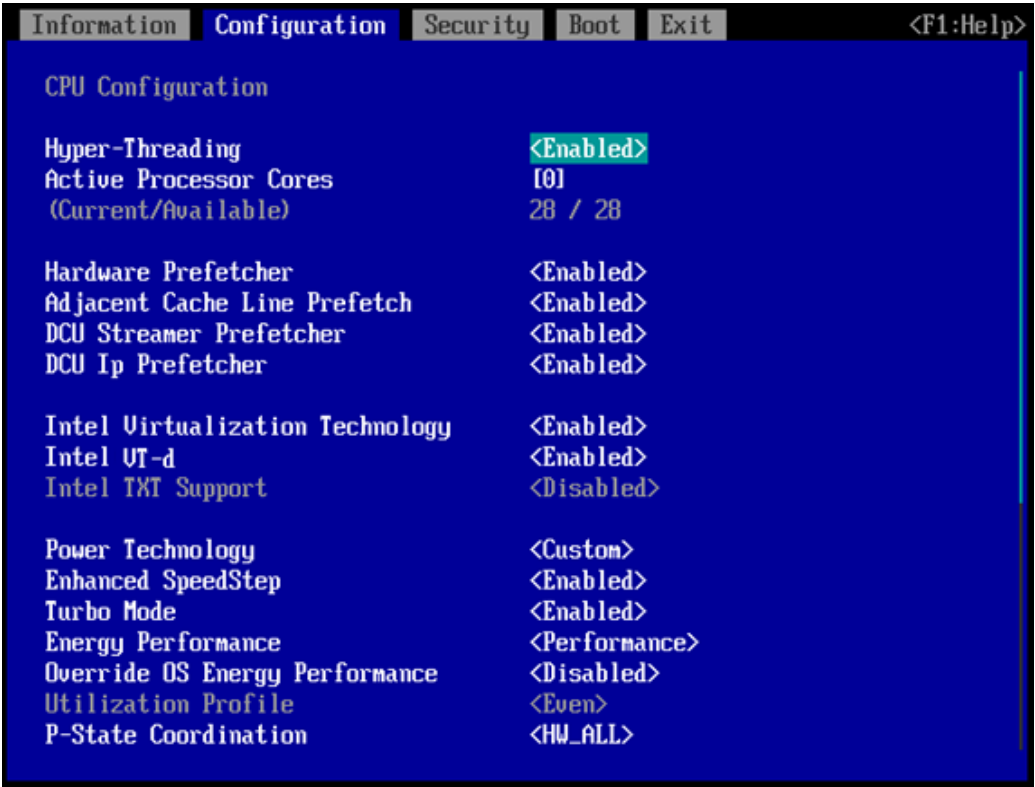 Information Configuration Security Boot Exit <F1:Help>
CPU Configuration
Hyper-Threading <Enabled>
Active Processor Cores [0]
(Current/Available) 28 / 28
Hardware Prefetcher <Enabled>
Adjacent Cache Line Prefetch <Enabled>
DCU Streamer Prefetcher <Enabled>
DCU Ip Prefetcher <Enabled>
Intel Virtualization Technology <Enabled>
Intel VT-d <Enabled>
Intel TXT Support <Disabled>
Power Technology <Custom>
Enhanced SpeedStep <Enabled>
Turbo Mode <Enabled>
Energy Performance <Performance>
Override OS Energy Performance <Disabled>
Utilization Profile <Even>
P-State Coordination <HW_ALL>